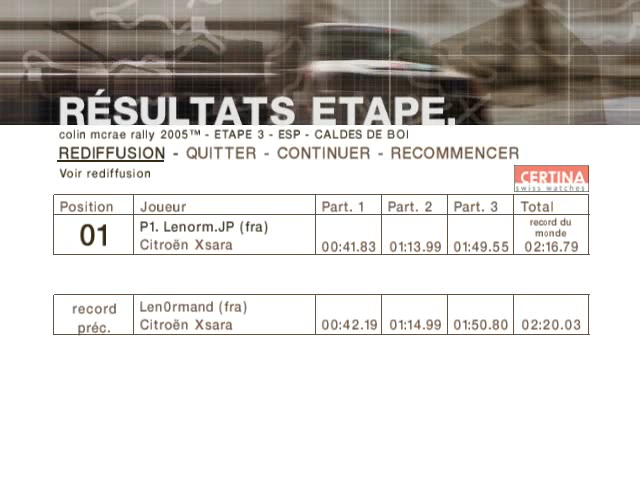 RÉSULTATS ETAPE.
colin mcrae rally 2005™ - ETAPE 3 - ESP - CALDES DE BOI
REDIFFUSION - QUITTER - CONTINUER - RECOMMENCER
Voir rediffusion
CERTINA
swiss watches
Position Joueur Part. 1 Part. 2 Part. 3 Total
01 P1. Lenorm.JP (fra) record du monde
Citroën Xsara 00:41.83 01:13.99 01:49.55 02:16.79
record préc. Len0rmand (fra)
Citroën Xsara 00:42.19 01:14.99 01:50.80 02:20.03